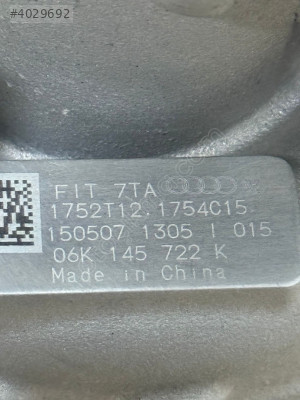 #4029692
FIT 7TA
1752T12.1754C15
150507 1305 I 015
06K 145 722 K
Made in China